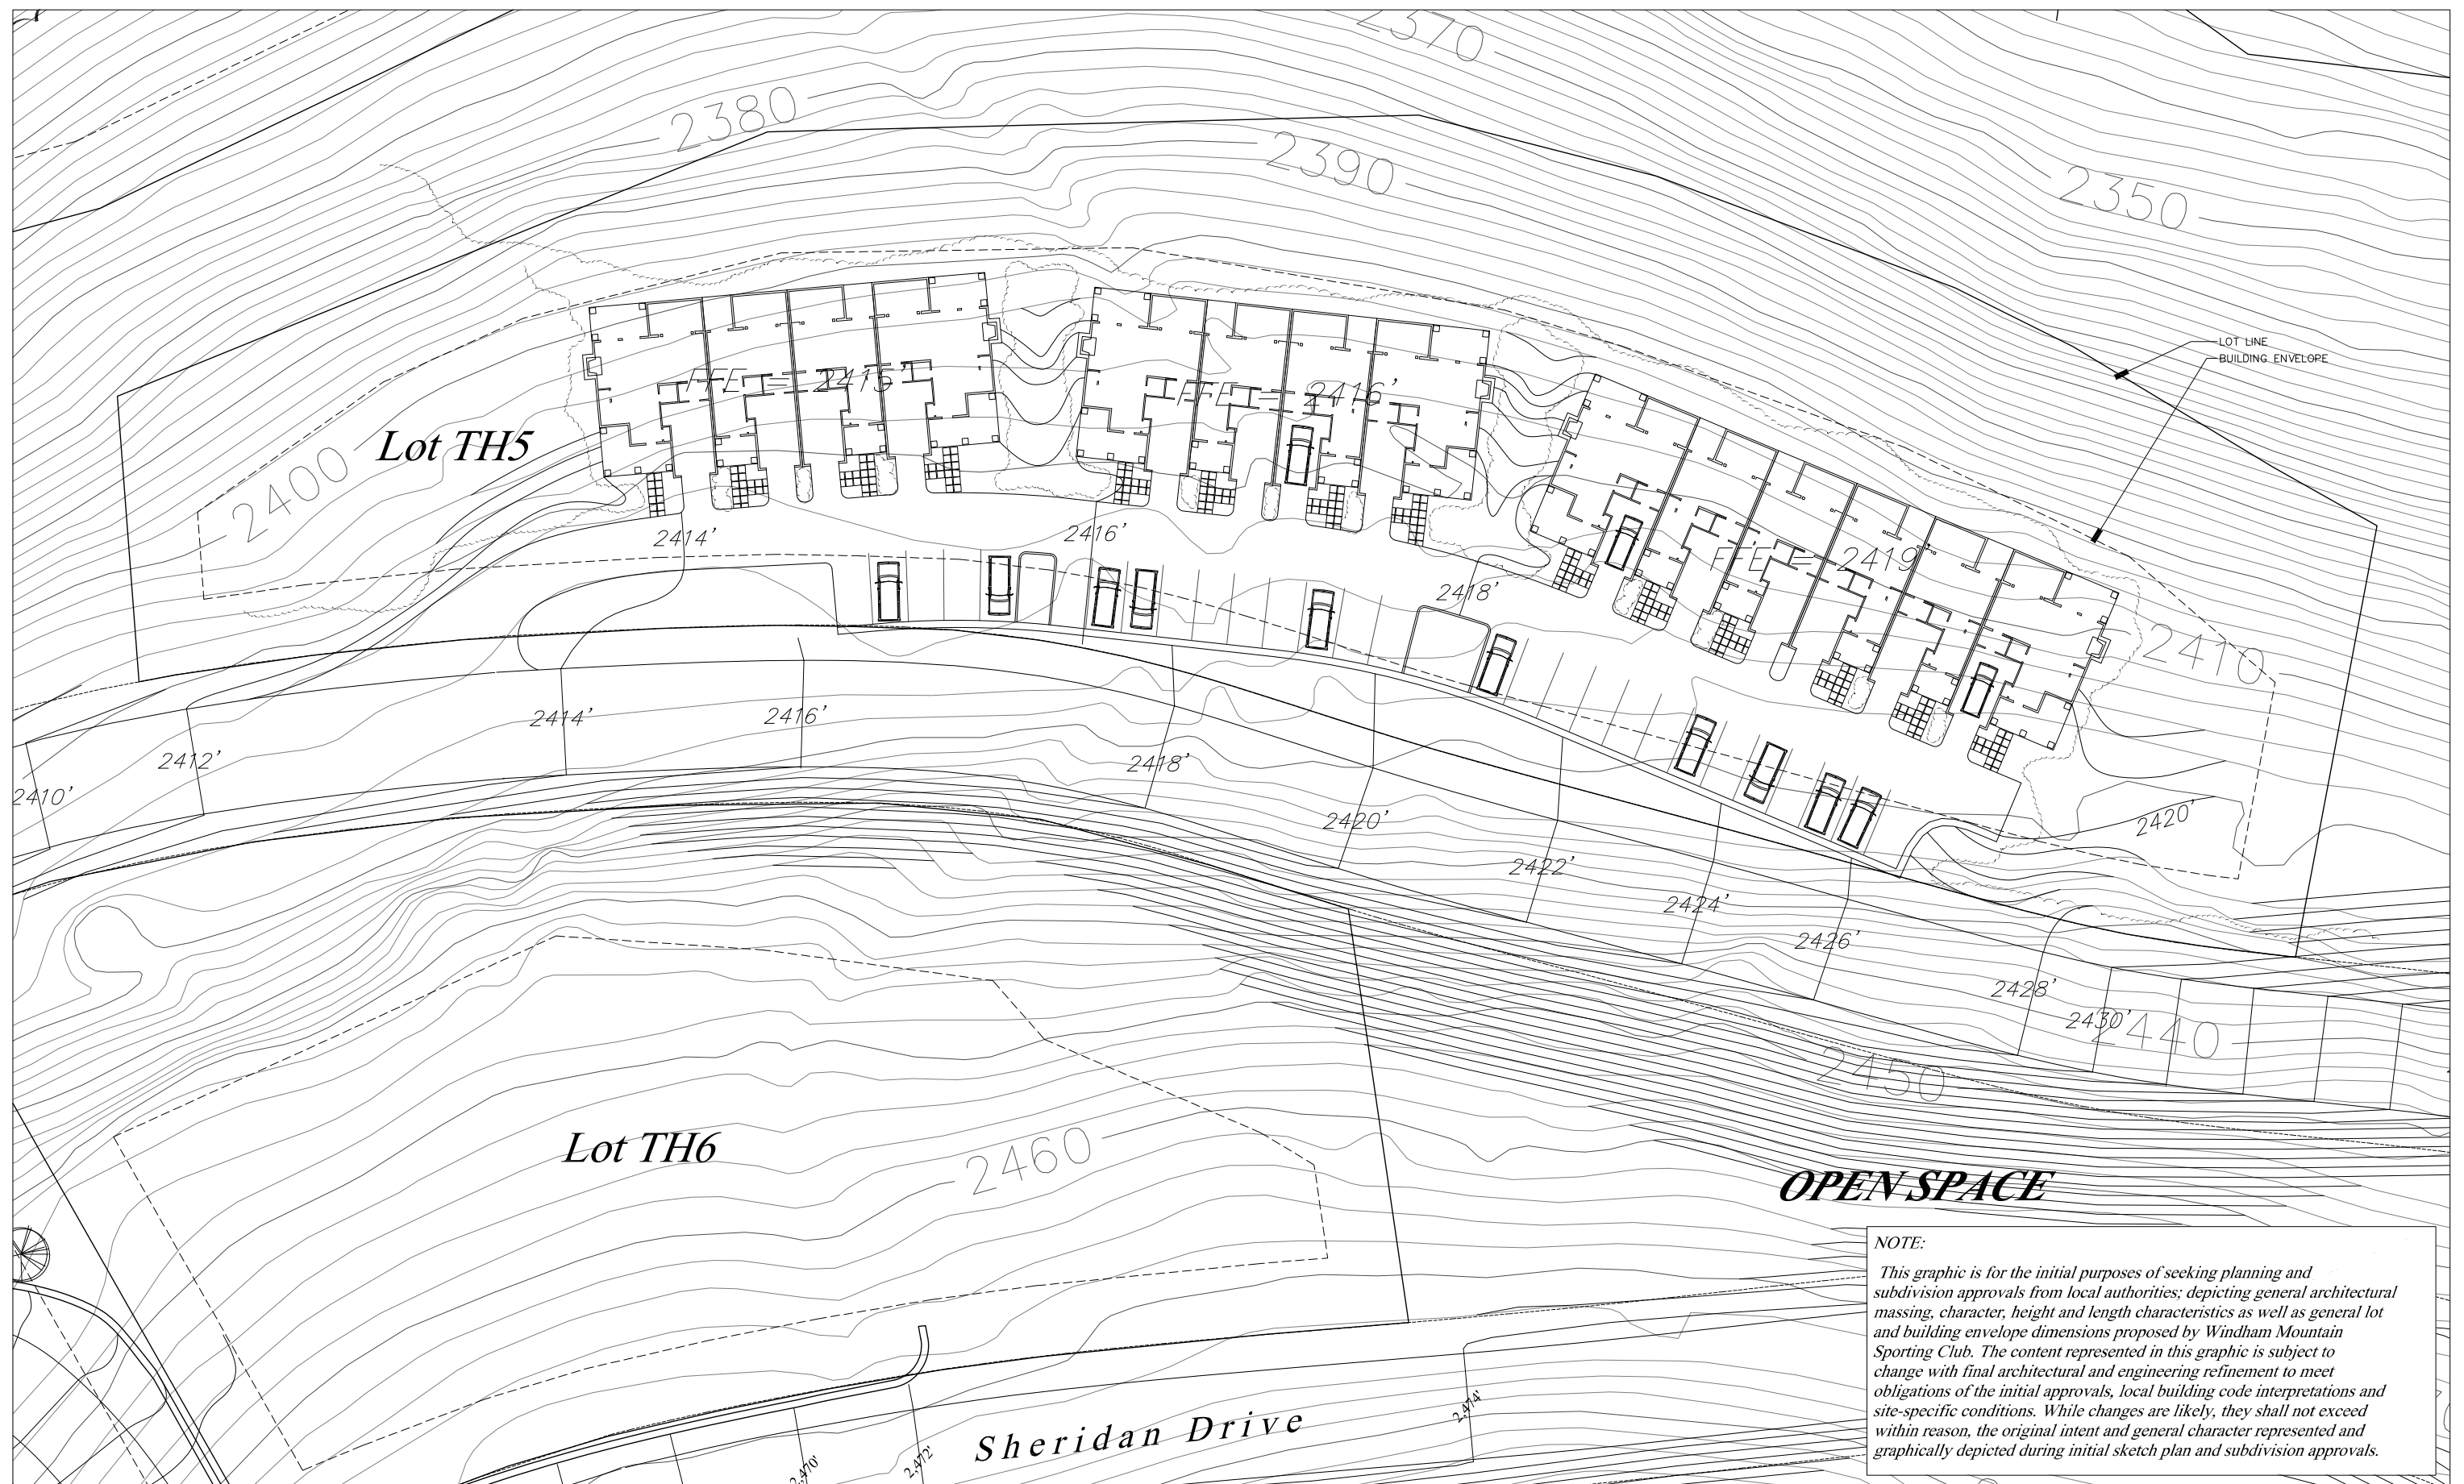 2370
2380
2390
2350
LOT LINE
BUILDING ENVELOPE
FFE = 2415'
FFE = 2416'
Lot TH5
2400
2414'
2416'
FFE = 2419'
2418'
2410
2414'
2416'
2412'
2418'
2410'
2420'
2420'
2422'
2424'
2426'
2428'
2430'
2440
2450
Lot TH6
2460
OPEN SPACE
NOTE:
This graphic is for the initial purposes of seeking planning and
subdivision approvals from local authorities; depicting general architectural
massing, character, height and length characteristics as well as general lot
and building envelope dimensions proposed by Windham Mountain
Sporting Club. The content represented in this graphic is subject to
change with final architectural and engineering refinement to meet
obligations of the initial approvals, local building code interpretations and
site-specific conditions. While changes are likely, they shall not exceed
within reason, the original intent and general character represented and
graphically depicted during initial sketch plan and subdivision approvals.
2,474'
Sheridan Drive
2,470'
2,472'